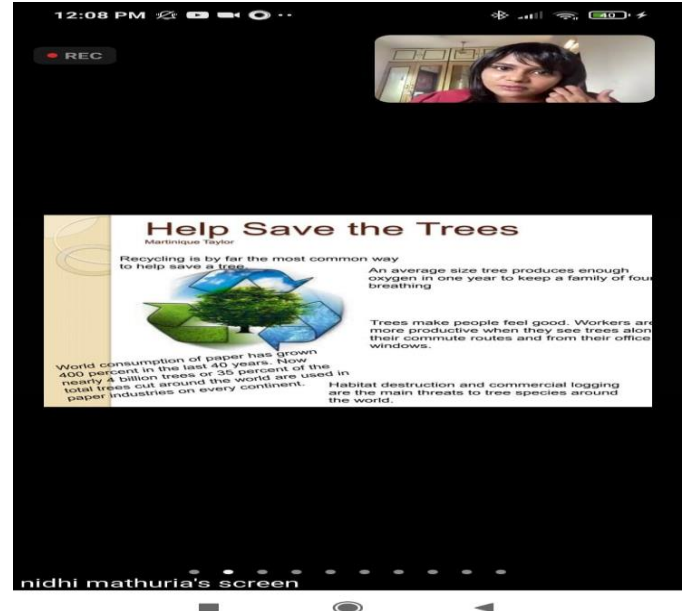 12:08 PM
40
REC
Help Save the Trees
Martinique Taylor
Recycling is by far the most common way
to help save a tree.
An average size tree produces enough
oxygen in one year to keep a family of four
breathing
Trees make people feel good. Workers are
more productive when they see trees alon
their commute routes and from their office
windows.
World consumption of paper has grown
400 percent in the last 40 years. Now
nearly 4 billion trees or 35 percent of the
total trees cut around the world are used in
paper industries on every continent.
Habitat destruction and commercial logging
are the main threats to tree species around
the world.
nidhi mathuria's screen